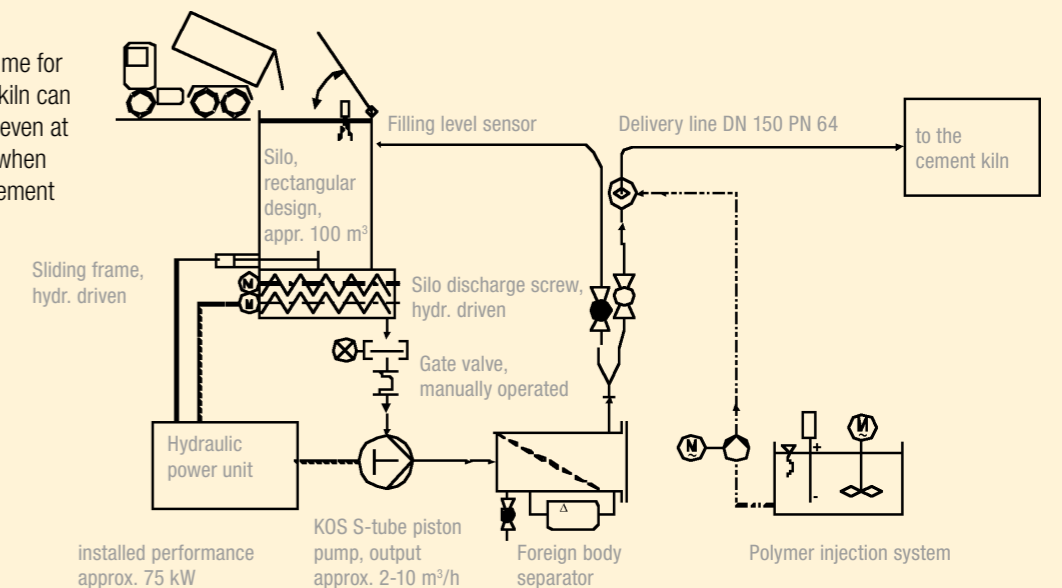 me for
kiln can
even at
when
ement
Filling level sensor
Delivery line DN 150 PN 64
to the
cement kiln
Silo,
rectangular
design,
appr. 100 m³
Sliding frame,
hydr. driven
N
M
Silo discharge screw,
hydr. driven
Gate valve,
manually operated
Hydraulic
power unit
Δ
N
~
M
~
+
-
installed performance
approx. 75 kW
KOS S-tube piston
pump, output
approx. 2-10 m³/h
Foreign body
separator
Polymer injection system